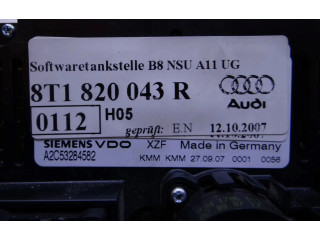 Softwaretankstelle B8 NSU A11 UG
8T1 820 043 R
Audi
0112 H05
geprüft: E.N 12.10.2007
SIEMENS VDO XZF Made in Germany
A2C53284582 KMM KMM 27.09.07 0001 0056